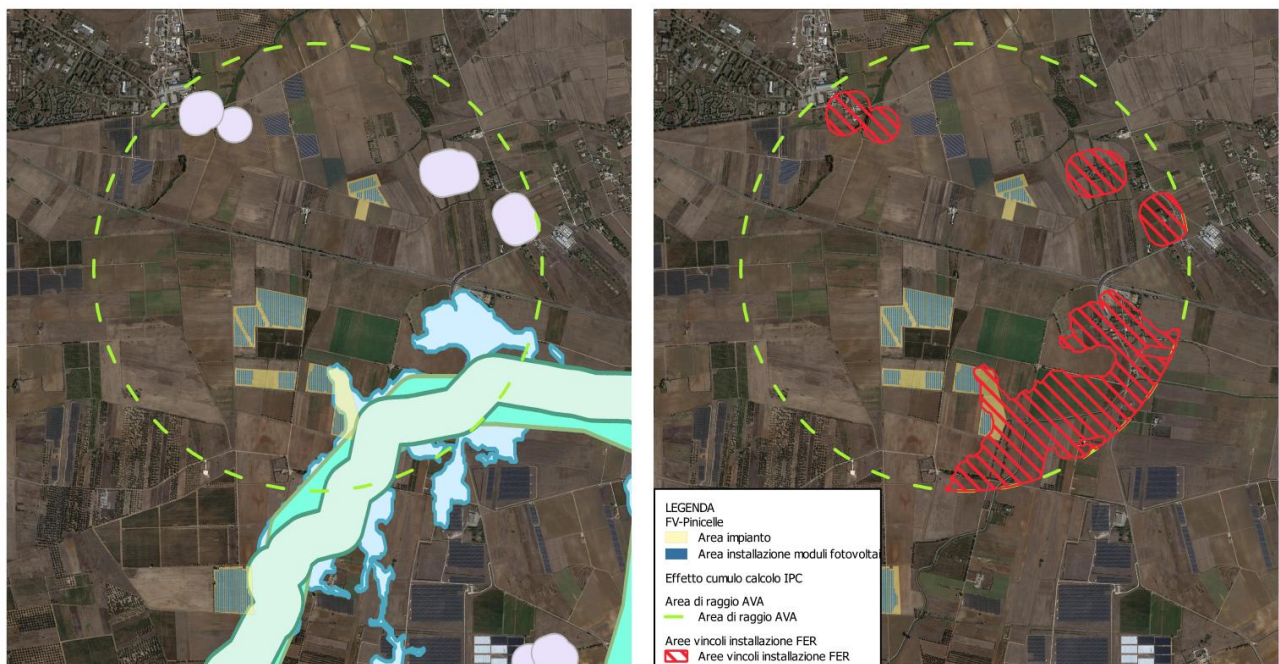 LEGENDA
FV-Pinicelle
Area impianto
Area installazione moduli fotovoltai
Effetto cumulo calcolo IPC
Area di raggio AVA
Area di raggio AVA
Aree vincoli installazione FER
Aree vincoli installazione FER